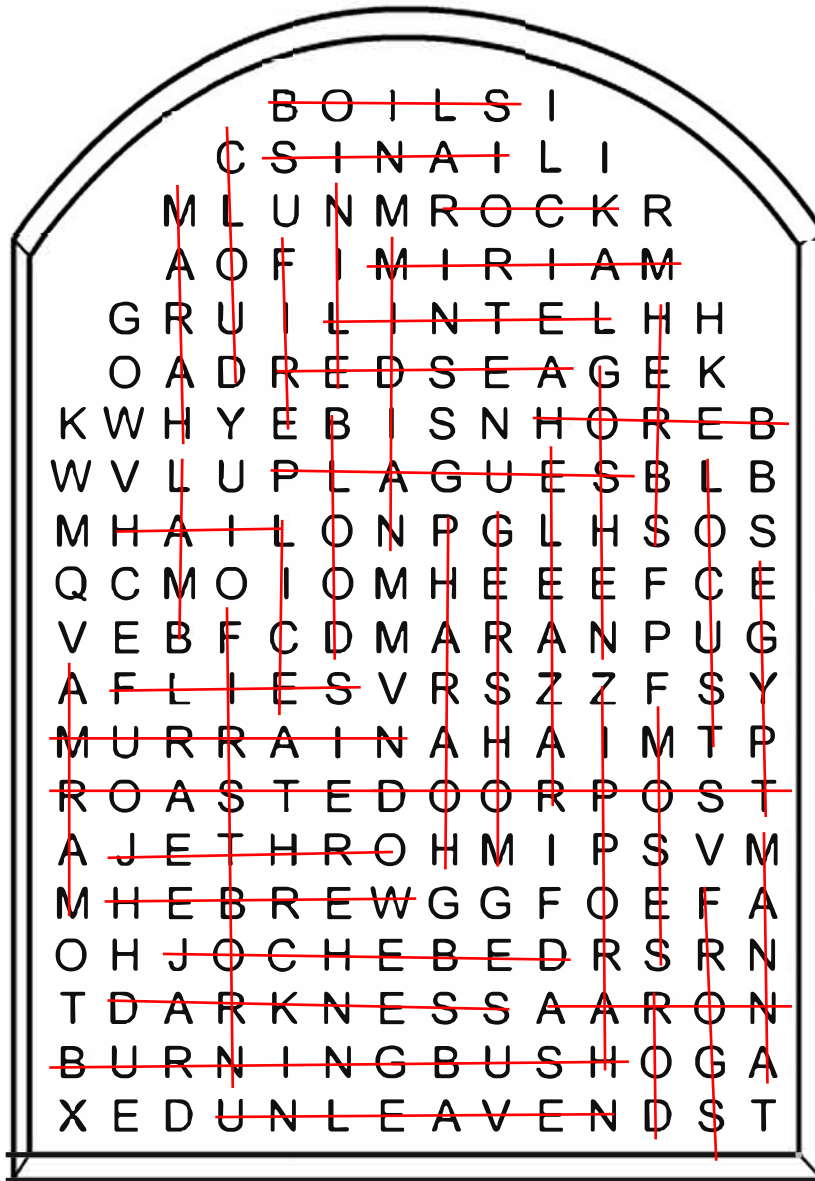 B O I L S I
C S I N A I L I
M L U N M R O C K R
A O F I M I R I A M
G R U I L I N T E L H H
O A D R E D S E A G E K
K W H Y E B I S N H O R E B
W V L U P L A G U E S B L B
M H A I L O N P G L H S O S
Q C M O I O M H E E E F C E
V E B F C D M A R A N P U G
A F L I E S V R S Z Z F S Y
M U R R A I N A H A I M T P
R O A S T E D O O R P O S T
A J E T H R O H M I P S V M
M H E B R E W G G F O E F A
O H J O C H E B E D R S R N
T D A R K N E S S A A R O N
B U R N I N G B U S H O G A
X E D U N L E A V E N D S T